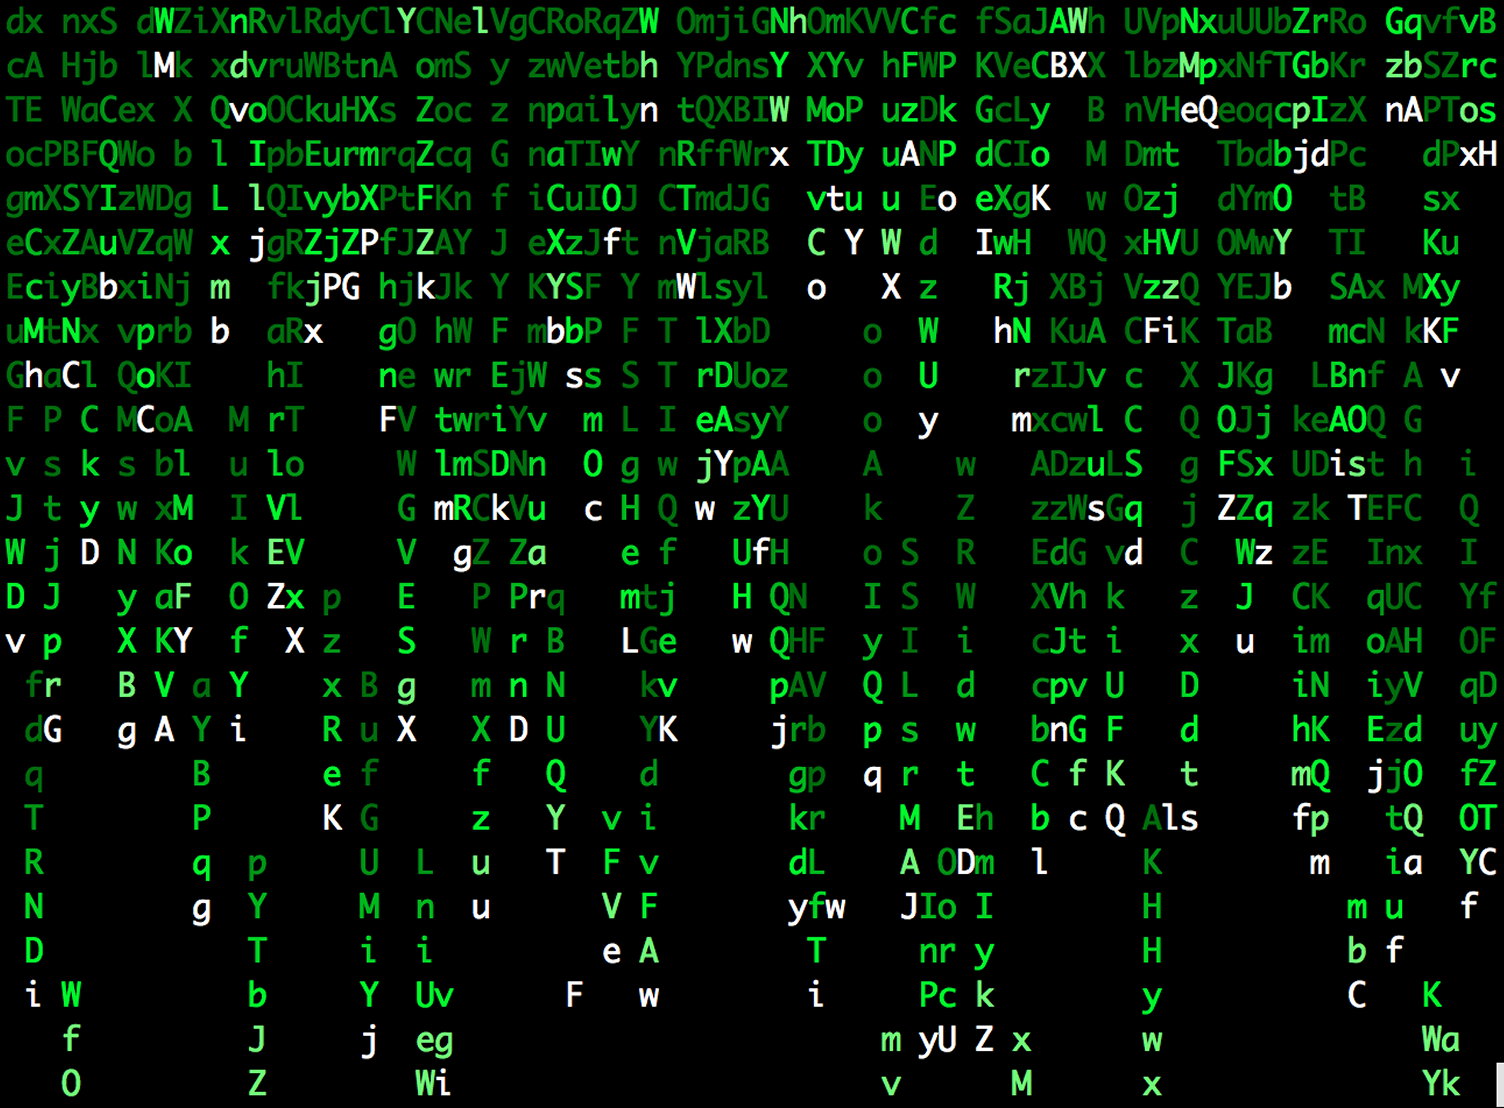 dx nxS dWZiXnRvlRdyClYCNelVgCRoRqZW OmjiGNhOmKVVCfc fSaJAWh UVpNxuUUbZrRo GqvfvB
cA Hjb lMk xdvruWBtnA omS y zwVetbh YPdnsY XYv hFWP KVeCBXX lbzMpxNfTGbKr zbSZrc
TE WaCex X QvoOCkuHXs Zoc z npailyn tQXBIW MoP uzDk GcLy B nVHeQeoqcpIzX nAPTos
ocPBFQWo b l IpbEurmrqZcq G naTIwY nRffWrx TDy uANP dCIo M Dmt Tbdbjd​Pc dPxH
gmXSYIzWDg L lQIvybXPtFKn f iCuIOJ CTmdJG vtu u Eo eXgK w Ozj dYmO tB sx
eCxZAuVZqW x jgRZjZPfJZAY J eXzJft nVjaRB C Y W d IwH WQ xHVU OMwY TI Ku
EciyBbxiNj m fkjPG hjkJk Y KYSF Y mWlsyl o X z Rj XBj VzzQ YEJb SAx MXy
uMtNx vprb b aRx gO hW F mbbP F T lXbD o W hN KuA CFiK TaB mcN kKF
GhaCl QoKI hI ne wr EjW ss S T rDUoz o U rzIJv c X JKg LBnf A v
F P C MCoA M rT FV twriYv m L I eAsyY o y mxcwl C Q OJj keAOQ G
v s k s bl u lo W lmSDNn O g w jYpAA A w ADzuLS g FSx UDist h i
J t y w xM I Vl G mRCkVu c H Q w zYU k Z zzWsGq j ZZq zk TEFC Q
W j D N Ko k EV V gZ Za e f UfH o S R EdG vd C Wz zE Inx I
D J y aF O Zx p E P Prq mtj H QN I S W XVh k z J CK qUC Yf
v p X KY f X z S W r B LGe w QHF y I i cJt i x u im oAH OF
fr B V a Y x B g m n N kv pAV Q L d cpv U D iN iyV qD
dG g A Y i R u X X D U YK jrb p s w bnG F d hK Ezd uy
q B e f f Q d gp q r t C f K t mQ jjO fZ
T P K G z Y v i kr M Eh b c Q Als fp tQ OT
R q p U L u T F v dL A ODm l K m ia YC
N g Y M n u V F yfw JIo I H m u f
D T i i e A T nr y H b f
i W b Y Uv F w i Pc k y C K
f J j eg m yU Z x w Wa
O Z Wi v M x Yk